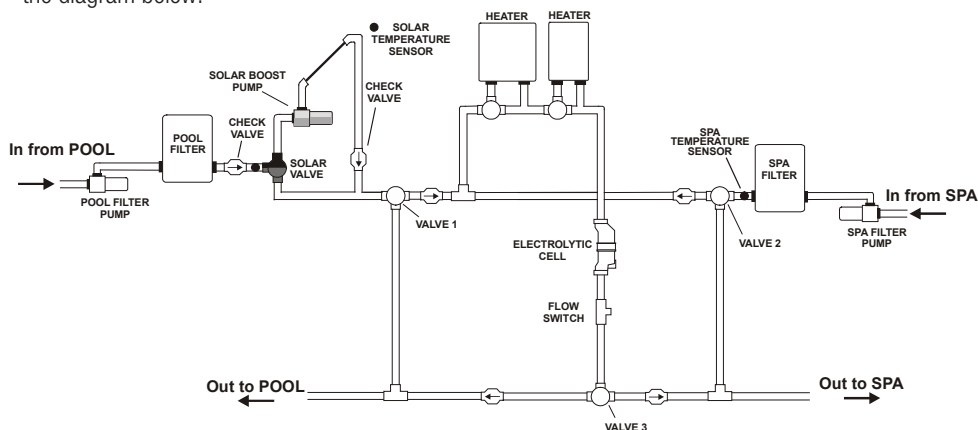 the diagram below.
HEATER
HEATER
SOLAR
TEMPERATURE
SENSOR
SOLAR BOOST
PUMP
CHECK
VALVE
CHECK
VALVE
In from POOL
POOL
FILTER
SOLAR
VALVE
POOL FILTER
PUMP
VALVE 1
SPA
TEMPERATURE
SENSOR
SPA
FILTER
In from SPA
SPA FILTER
PUMP
VALVE 2
ELECTROLYTIC
CELL
FLOW
SWITCH
Out to POOL
Out to SPA
VALVE 3